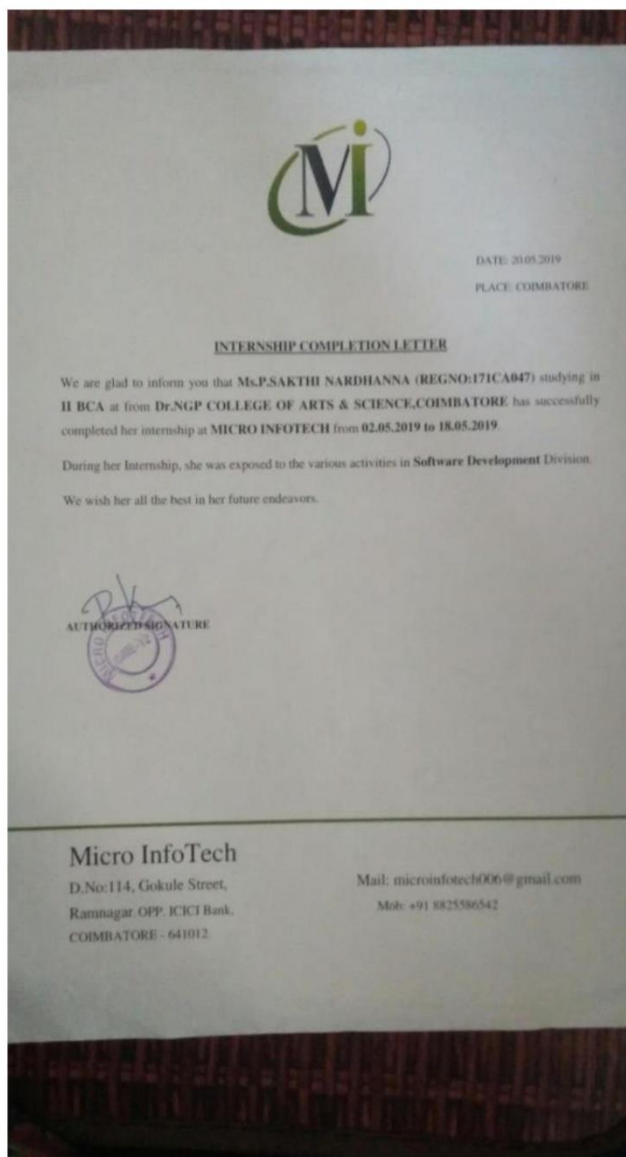 Mi
DATE: 20.05.2019
PLACE: COIMBATORE
INTERNSHIP COMPLETION LETTER
We are glad to inform you that Ms.P.SAKTHI NARDHANNA (REGNO:171CA047) studying in
II BCA at from Dr.NGP COLLEGE OF ARTS & SCIENCE,COIMBATORE has successfully
completed her internship at MICRO INFOTECH from 02.05.2019 to 18.05.2019.
During her Internship, she was exposed to the various activities in Software Development Division.
We wish her all the best in her future endeavors.
AUTHORIZED SIGNATURE
MICRO INFOTECH
Micro InfoTech
D.No:114, Gokule Street,
Ramnagar. OPP. ICICI Bank,
COIMBATORE - 641012
Mail: microinfotech006@gmail.com
Mob: +91 8825586542